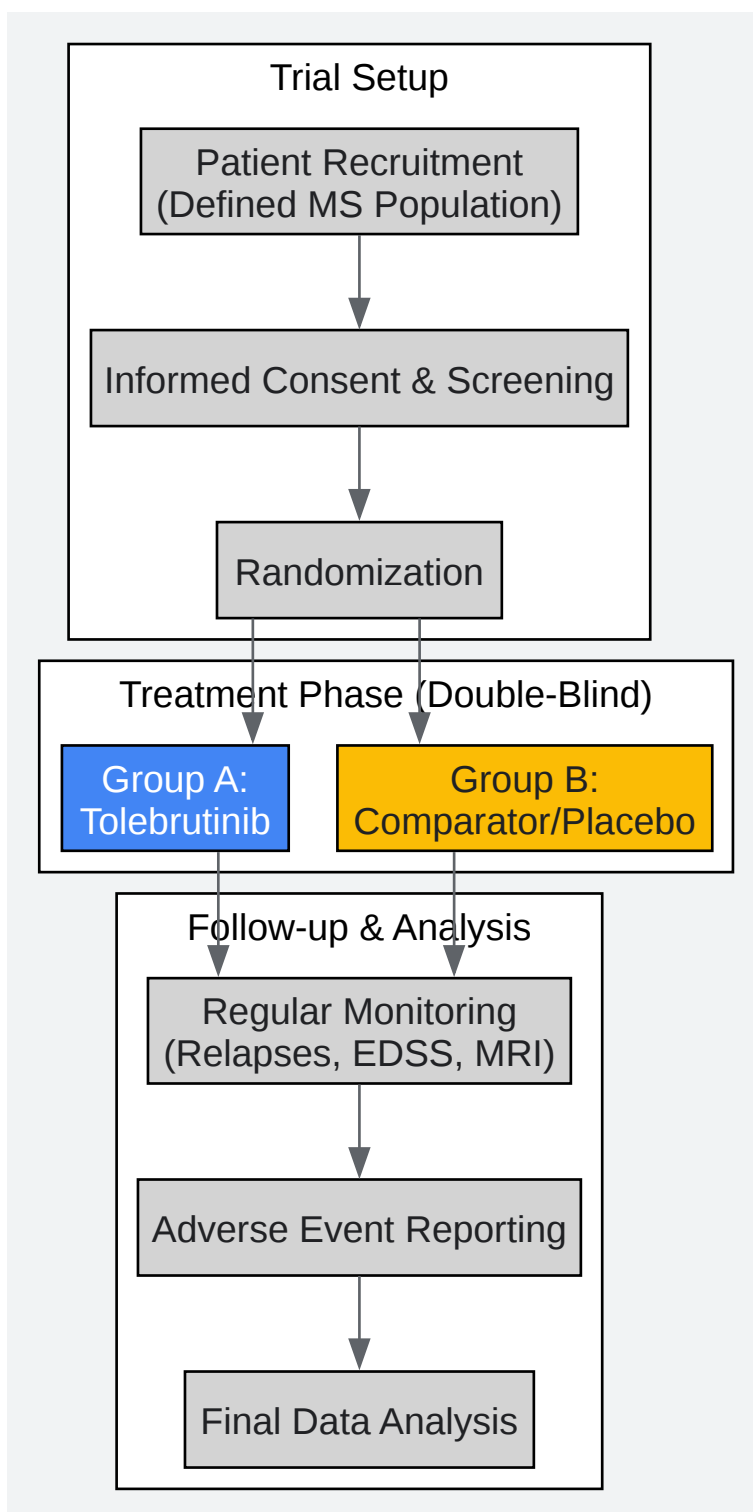 Trial Setup
Patient Recruitment
(Defined MS Population)
Informed Consent & Screening
Randomization
Treatment Phase (Double-Blind)
Group A:
Tolebrutinib
Group B:
Comparator/Placebo
Follow-up & Analysis
Regular Monitoring
(Relapses, EDSS, MRI)
Adverse Event Reporting
Final Data Analysis